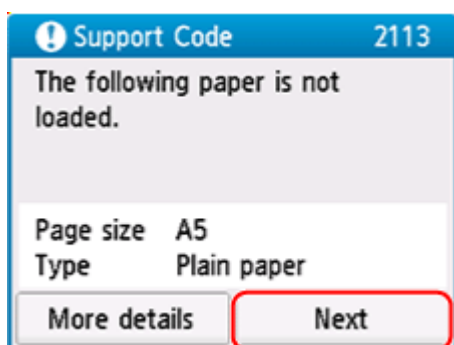 Support Code 2113
The following paper is not
loaded.
Page size A5
Type Plain paper
More details Next